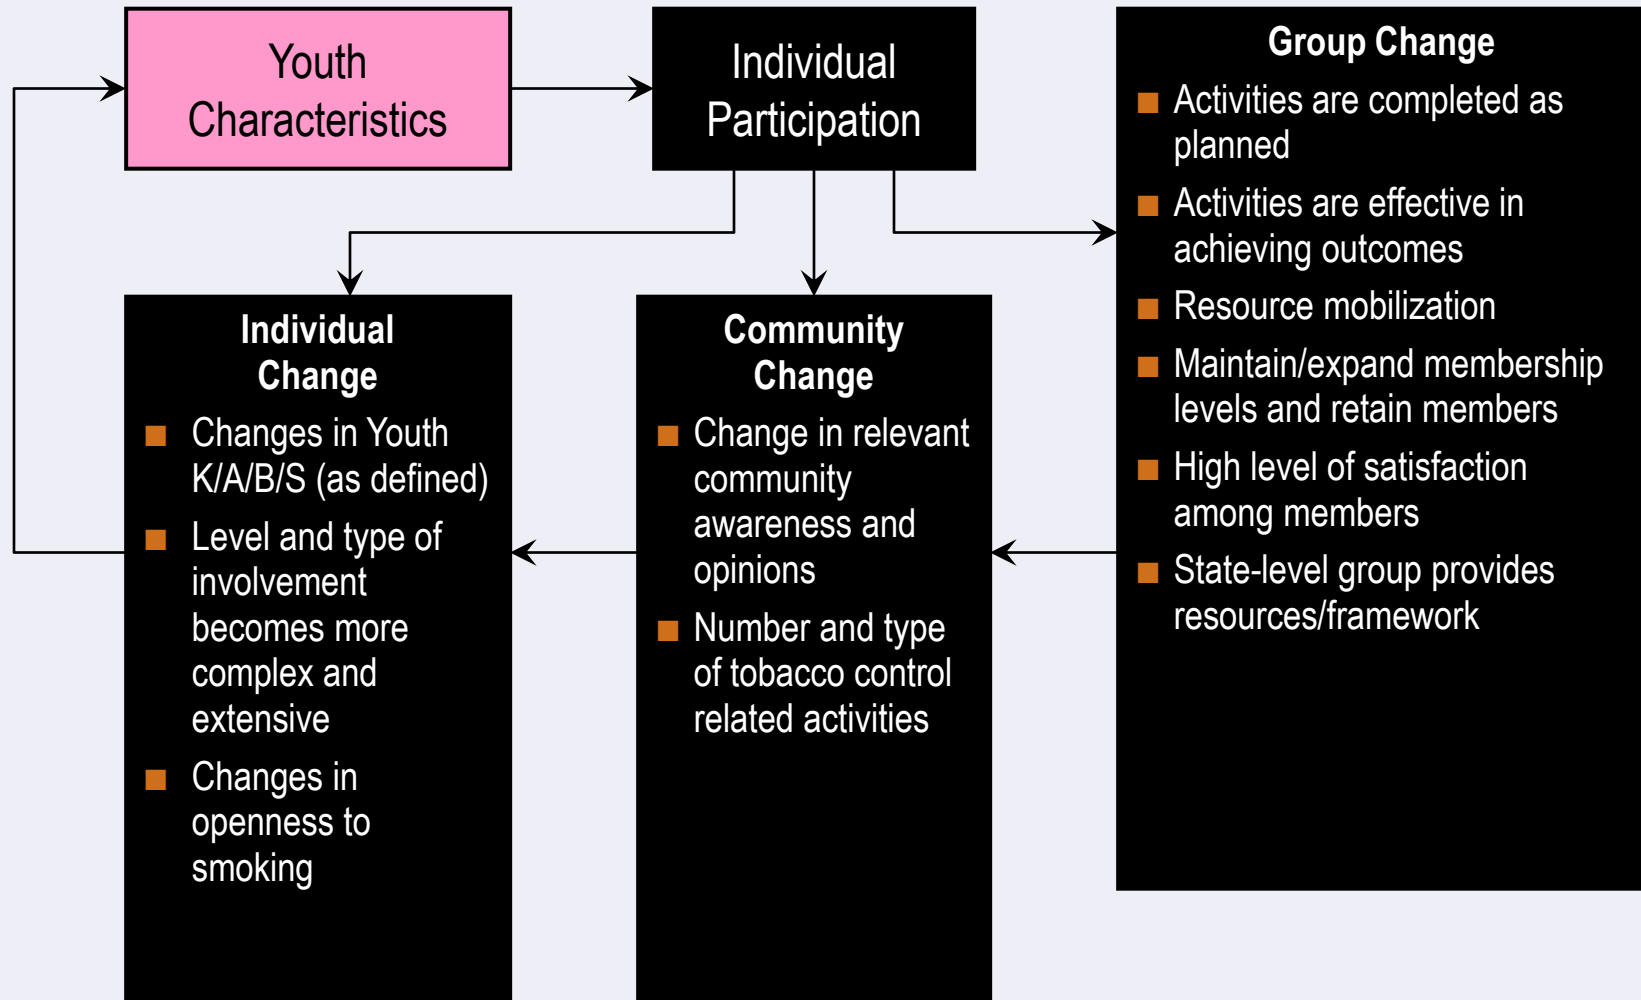 Youth
Characteristics
Individual
Participation
Group Change
Activities are completed as
planned
Activities are effective in
achieving outcomes
Resource mobilization
Maintain/expand membership
levels and retain members
High level of satisfaction
among members
State-level group provides
resources/framework
Individual
Change
Changes in Youth
K/A/B/S (as defined)
Level and type of
involvement
becomes more
complex and
extensive
Changes in
openness to
smoking
Community
Change
Change in relevant
community
awareness and
opinions
Number and type
of tobacco control
related activities